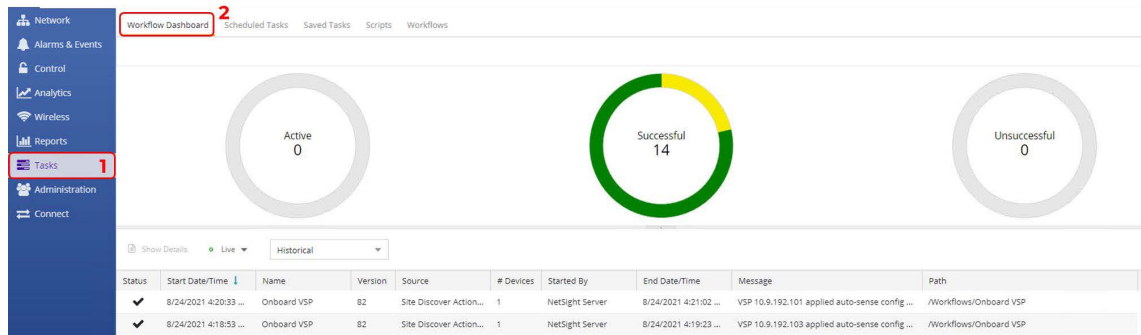 Network
Alarms & Events
Control
Analytics
Wireless
Reports
Tasks 1
Administration
Connect
2
Workflow Dashboard Scheduled Tasks Saved Tasks Scripts Workflows
Active
0
Successful
14
Unsuccessful
0
Show Details Live Historical
Status Start Date/Time Name Version Source # Devices Started By End Date/Time Message Path
8/24/2021 4:20:33 ... Onboard VSP 82 Site Discover Action... 1 NetSight Server 8/24/2021 4:21:02 ... VSP 10.9.192.101 applied auto-sense config ... /Workflows/Onboard VSP
8/24/2021 4:18:53 ... Onboard VSP 82 Site Discover Action... 1 NetSight Server 8/24/2021 4:19:23 ... VSP 10.9.192.103 applied auto-sense config ... /Workflows/Onboard VSP